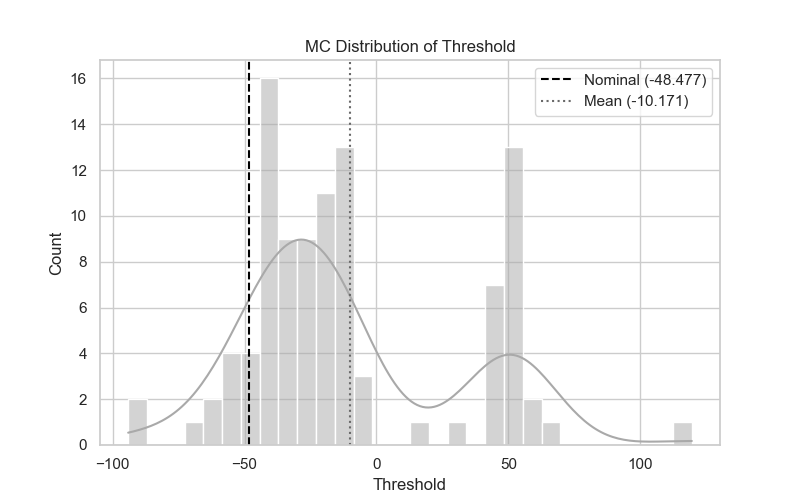 MC Distribution of Threshold
Nominal (-48.477)
Mean (-10.171)
Count
16
14
12
10
8
6
4
2
0
−100
−50
0
50
100
Threshold